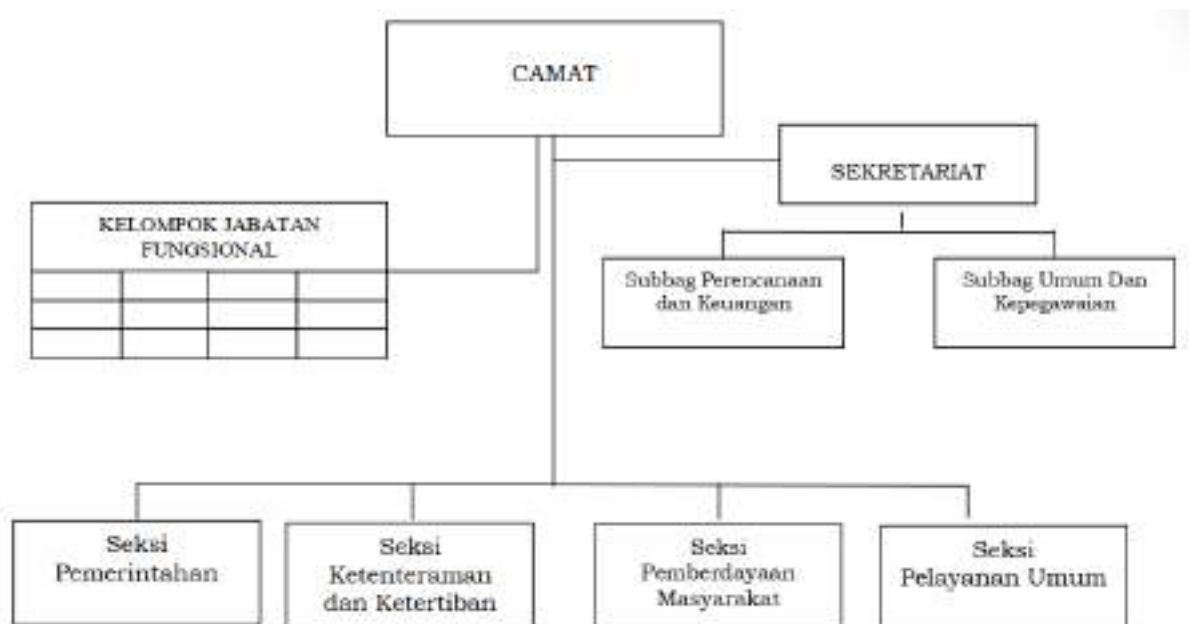 CAMAT
SEKRETARIAT
KELOMPOK JABATAN
FUNGSIONAL
Subbag Perencanaan
dan Keuangan
Subbag Umum Dan
Kepegawaian
Seksi
Pemerintahan
Seksi
Ketenteraman
dan Ketertiban
Seksi
Pemberdayaan
Masyarakat
Seksi
Pelayanan Umum